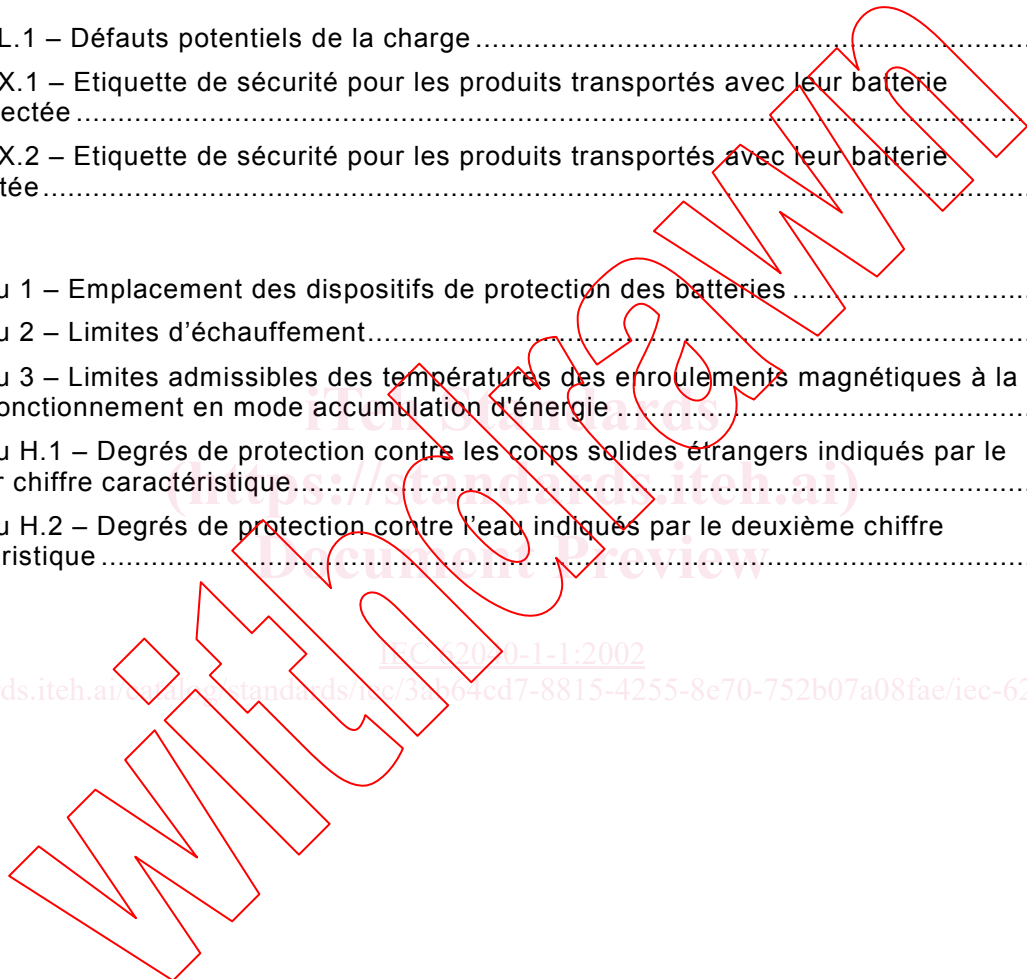 L.1 – Défauts potentiels de la charge
X.1 – Etiquette de sécurité pour les produits transportés avec leur batterie
ectée
X.2 – Etiquette de sécurité pour les produits transportés avec leur batterie
tée
u 1 – Emplacement des dispositifs de protection des batteries
u 2 – Limites d’échauffement
u 3 – Limites admissibles des températures des enroulements magnétiques à la
onctionnement en mode accumulation d'énergie
iTeh Standards
u H.1 – Degrés de protection contre les corps solides étrangers indiqués par le
r chiffre caractéristique
(https://standards.iteh.ai)
u H.2 – Degrés de protection contre l’eau indiqués par le deuxième chiffre
ristique
Document Preview
IEC 62040-1-1:2002
ds.iteh.ai/catalog/standards/iec/3ab64cd7-8815-4255-8e70-752b07a08fae/iec-62
withdrawn